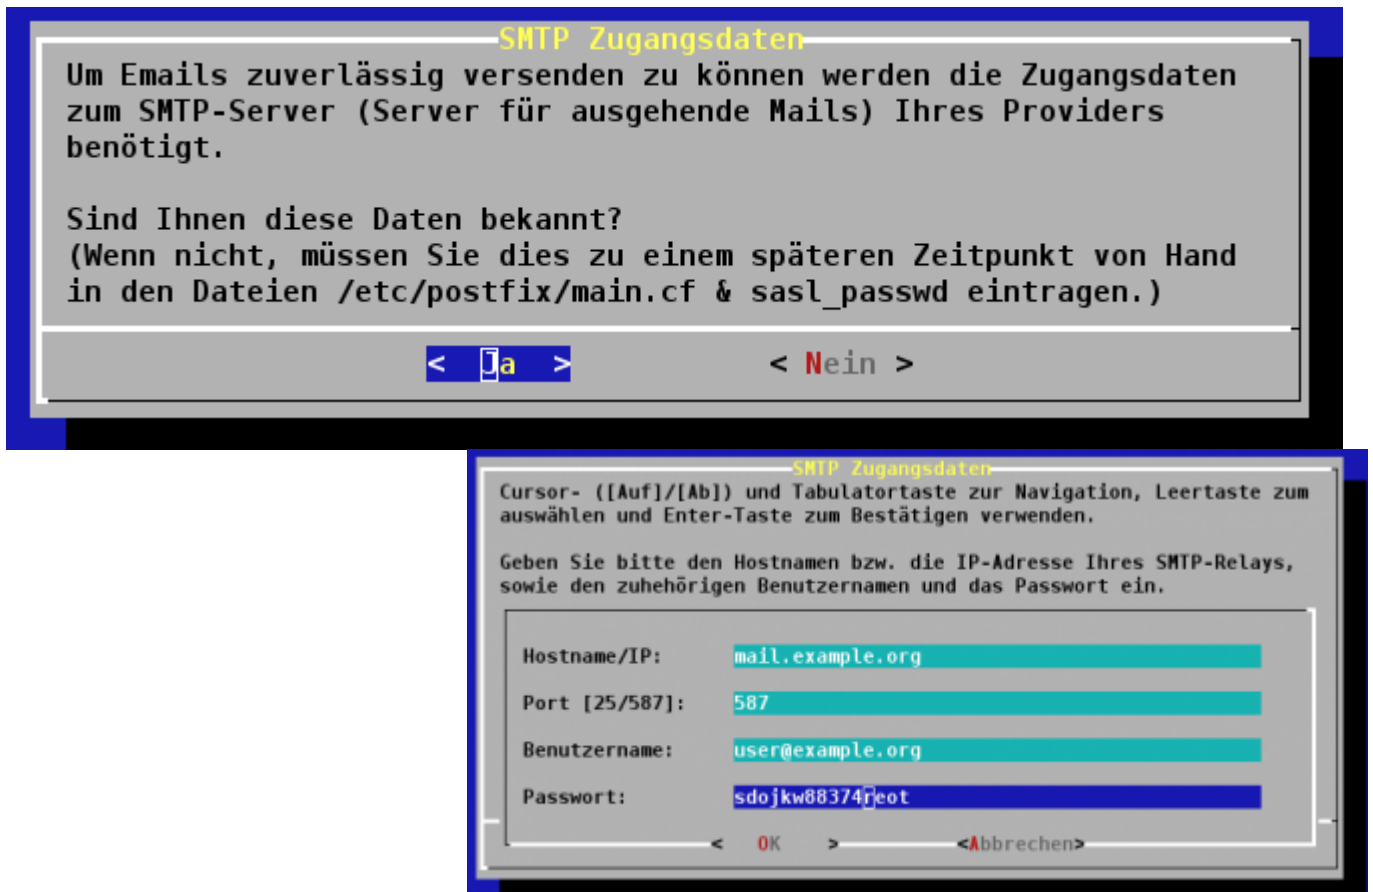 SMTP Zugangsdaten
Um Emails zuverlässig versenden zu können werden die Zugangsdaten
zum SMTP-Server (Server für ausgehende Mails) Ihres Providers
benötigt.
Sind Ihnen diese Daten bekannt?
(Wenn nicht, müssen Sie dies zu einem späteren Zeitpunkt von Hand
in den Dateien /etc/postfix/main.cf & sasl_passwd eintragen.)
< Ja > < Nein >
SMTP Zugangsdaten
Cursor- ([Auf]/[Ab]) und Tabulatortaste zur Navigation, Leertaste zum
auswählen und Enter-Taste zum Bestätigen verwenden.
Geben Sie bitte den Hostnamen bzw. die IP-Adresse Ihres SMTP-Relays,
sowie den zuhehörigen Benutzernamen und das Passwort ein.
Hostname/IP: mail.example.org
Port [25/587]: 587
Benutzername: user@example.org
Passwort: sdojkw88374reot
< OK > <Abbrechen>